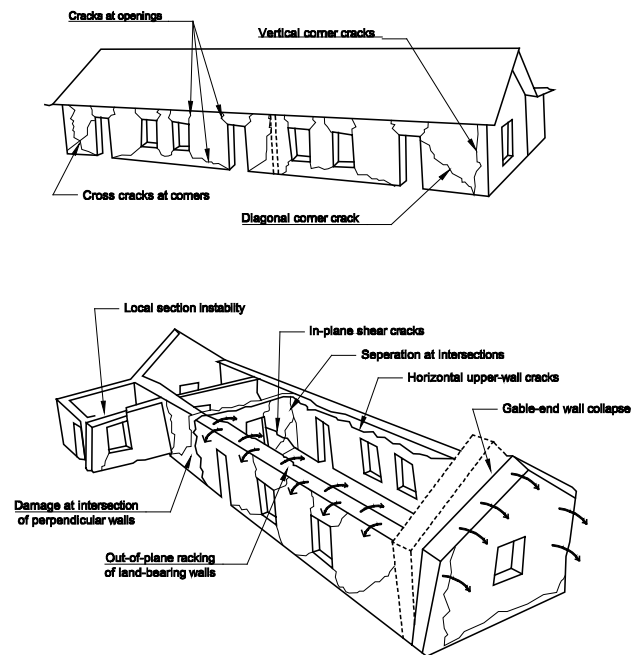 Cracks at openings
Vertical corner cracks
Cross cracks at corners
Diagonal corner crack
Local section instability
In-plane shear cracks
Seperation at intersections
Horizontal upper-wall cracks
Gable-end wall collapse
Damage at intersection
of perpendicular walls
Out-of-plane racking
of land-bearing walls